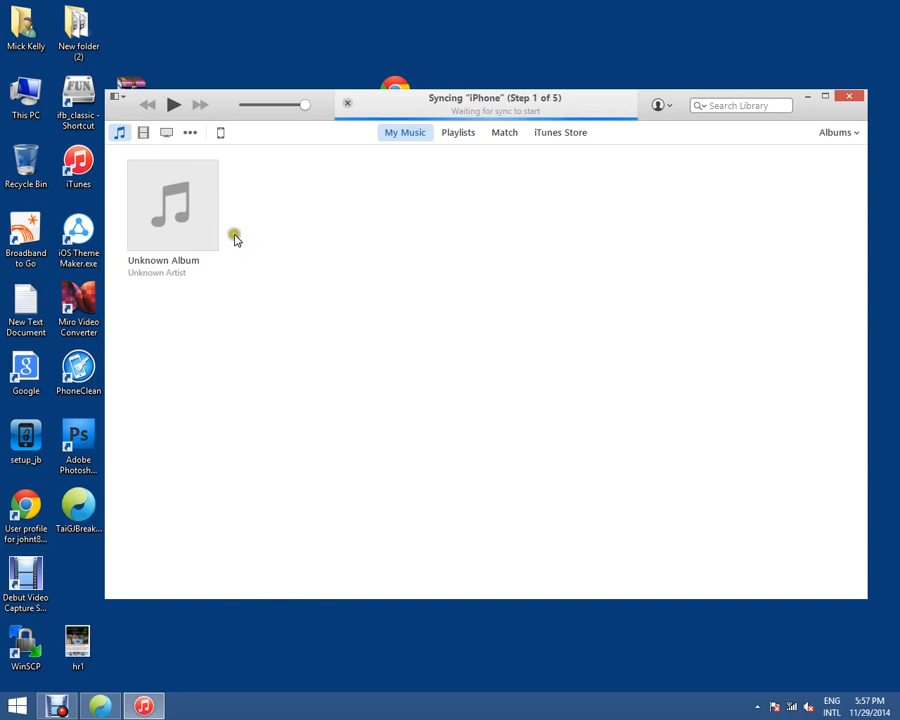 Mick Kelly
New folder
(2)
This PC
ifb_classic -
Shortcut
Recycle Bin
iTunes
Broadband
to Go
iOS Theme
Maker.exe
New Text
Document
Miro Video
Converter
Google
PhoneClean
setup_jb
Ps
Adobe
Photosh...
User profile
for johnt8...
TaiGJBreak...
Debut Video
Capture S...
WinSCP
hr1
Syncing “iPhone” (Step 1 of 5)
Waiting for sync to start
Search Library
My Music
Playlists
Match
iTunes Store
Albums
Unknown Album
Unknown Artist
ENG
INTL
5:57 PM
11/29/2014